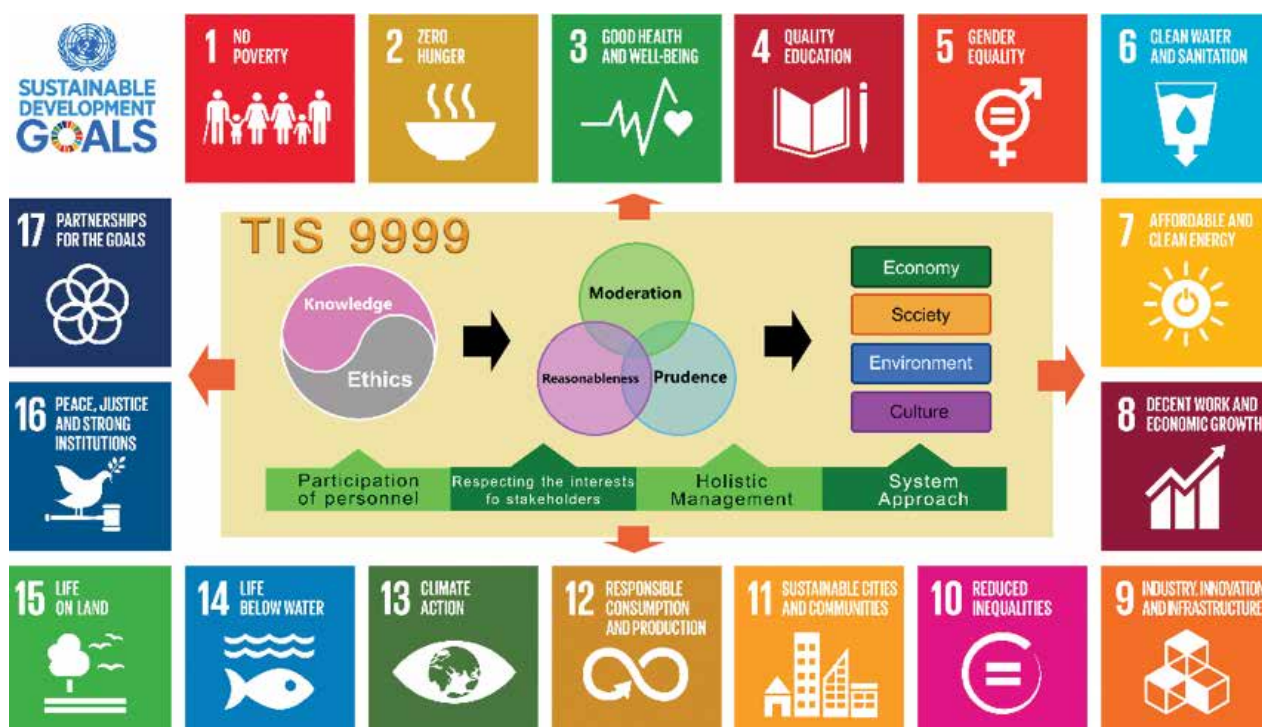 SUSTAINABLE
DEVELOPMENT
GOALS
1 NO
POVERTY
2 ZERO
HUNGER
3 GOOD HEALTH
AND WELL-BEING
4 QUALITY
EDUCATION
5 GENDER
EQUALITY
6 CLEAN WATER
AND SANITATION
17 PARTNERSHIPS
FOR THE GOALS
TIS 9999
Knowledge
Ethics
Moderation
Reasonableness
Prudence
Economy
Scciety
Environment
Culture
7 AFFORDABLE AND
CLEAN ENERGY
16 PEACE, JUSTICE
AND STRONG
INSTITUTIONS
Participation
of personnel
Respecting the interests
fo stakeholders
Holistic
Management
System
Approach
8 DECENT WORK AND
ECONOMIC GROWTH
15 LIFE
ON LAND
14 LIFE
BELOW WATER
13 CLIMATE
ACTION
12 RESPONSIBLE
CONSUMPTION
AND PRODUCTION
11 SUSTAINABLE CITIES
AND COMMUNITIES
10 REDUCED
INEQUALITIES
9 INDUSTRY, INNOVATION
AND INFRASTRUCTURE